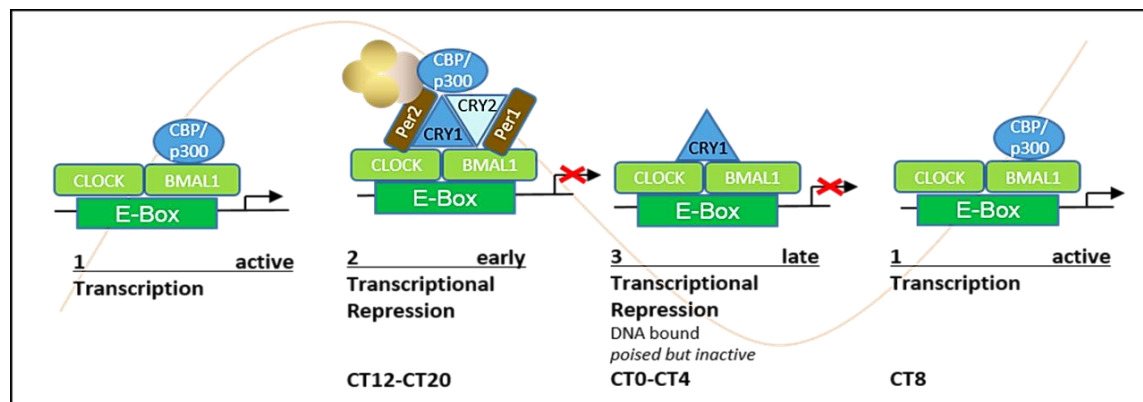 CBP/
p300
CLOCK BMAL1
E-Box
1 active
Transcription
CBP/
p300
Per2
CRY1
CRY2
Per1
CLOCK BMAL1
E-Box
2 early
Transcriptional
Repression
CT12-CT20
CRY1
CLOCK BMAL1
E-Box
3 late
Transcriptional
Repression
DNA bound
poised but inactive
CT0-CT4
CBP/
p300
CLOCK BMAL1
E-Box
1 active
Transcription
CT8